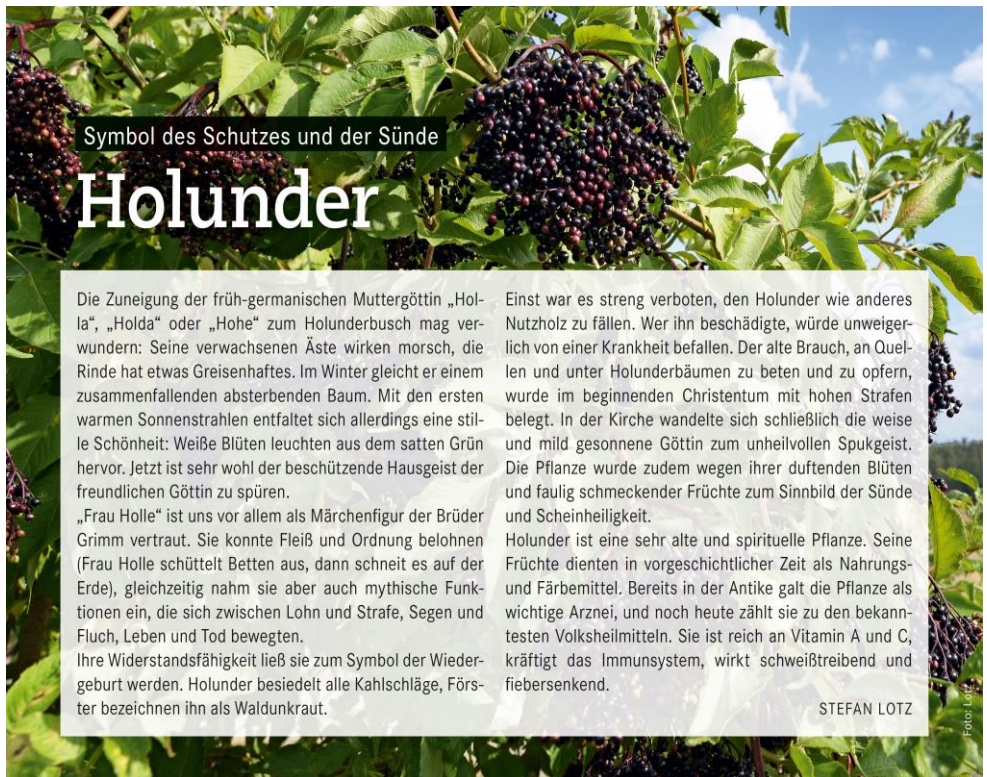 Symbol des Schutzes und der Sünde
Holunder
Die Zuneigung der früh-germanischen Muttergöttin „Hol-
la“, „Holda“ oder „Hohe“ zum Holunderbusch mag ver-
wundern: Seine verwachsenen Äste wirken morsch, die
Rinde hat etwas Greisenhaftes. Im Winter gleicht er einem
zusammenfallenden absterbenden Baum. Mit den ersten
warmen Sonnenstrahlen entfaltet sich allerdings eine stil-
le Schönheit: Weiße Blüten leuchten aus dem satten Grün
hervor. Jetzt ist sehr wohl der beschützende Hausgeist der
freundlichen Göttin zu spüren.
„Frau Holle“ ist uns vor allem als Märchenfigur der Brüder
Grimm vertraut. Sie konnte Fleiß und Ordnung belohnen
(Frau Holle schüttelt Betten aus, dann schneit es auf der
Erde), gleichzeitig nahm sie aber auch mythische Funk-
tionen ein, die sich zwischen Lohn und Strafe, Segen und
Fluch, Leben und Tod bewegten.
Ihre Widerstandsfähigkeit ließ sie zum Symbol der Wieder-
geburt werden. Holunder besiedelt alle Kahlschläge, Förs-
ter bezeichnen ihn als Waldunkraut.
Einst war es streng verboten, den Holunder wie anderes
Nutzholz zu fällen. Wer ihn beschädigte, würde unweiger-
lich von einer Krankheit befallen. Der alte Brauch, an Quel-
len und unter Holunderbäumen zu beten und zu opfern,
wurde im beginnenden Christentum mit hohen Strafen
belegt. In der Kirche wandelte sich schließlich die weise
und mild gesonnene Göttin zum unheilvollen Spukgeist.
Die Pflanze wurde zudem wegen ihrer duftenden Blüten
und faulig schmeckender Früchte zum Sinnbild der Sünde
und Scheinheiligkeit.
Holunder ist eine sehr alte und spirituelle Pflanze. Seine
Früchte dienten in vorgeschichtlicher Zeit als Nahrungs-
und Färbemittel. Bereits in der Antike galt die Pflanze als
wichtige Arznei, und noch heute zählt sie zu den bekann-
testen Volksheilmitteln. Sie ist reich an Vitamin A und C,
kräftigt das Immunsystem, wirkt schweißtreibend und
fiebersenkend.
STEFAN LOTZ
Foto: Lotz